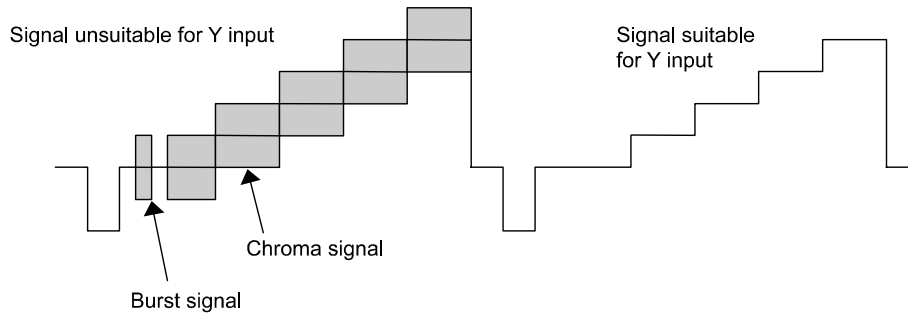 Signal unsuitable for Y input
Signal suitable
for Y input
Chroma signal
Burst signal